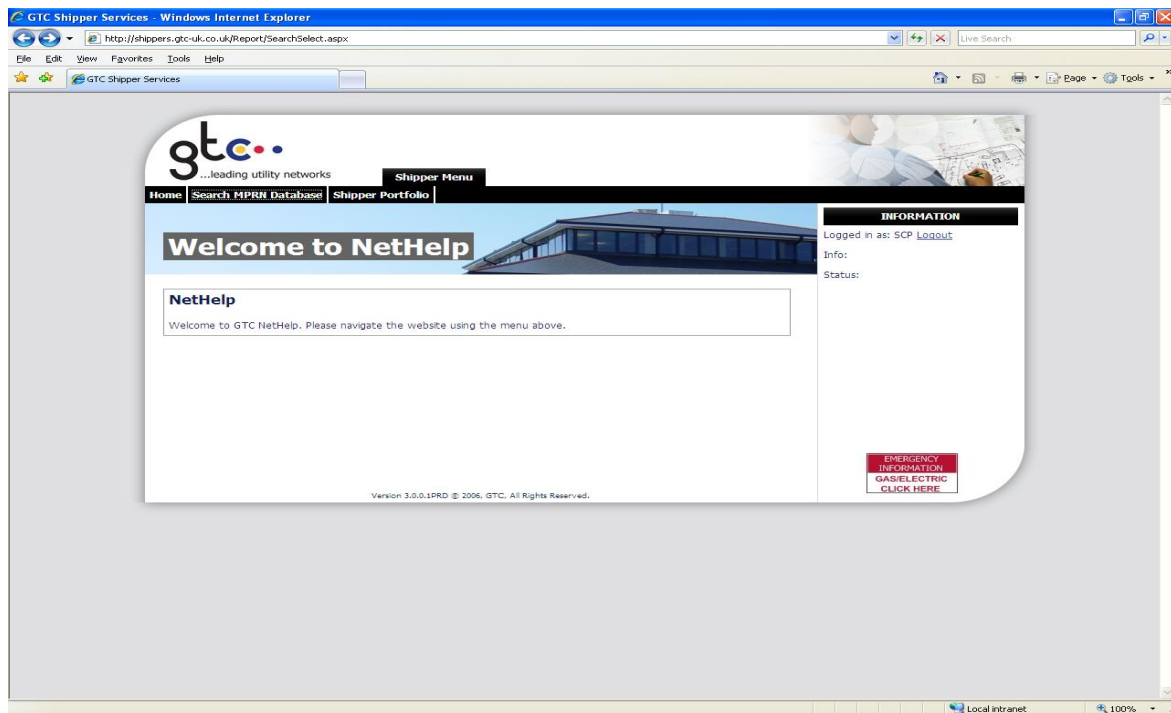 GTC Shipper Services - Windows Internet Explorer
http://shippers.gtc-uk.co.uk/Report/SearchSelect.aspx
Live Search
File Edit View Favorites Tools Help
GTC Shipper Services
Page Tools
gtc
...leading utility networks
Shipper Menu
Home Search MPRN Database Shipper Portfolio
Welcome to NetHelp
INFORMATION
Logged in as: SCP Logout
Info:
Status:
NetHelp
Welcome to GTC NetHelp. Please navigate the website using the menu above.
EMERGENCY
INFORMATION
GAS/ELECTRIC
CLICK HERE
Version 3.0.0.1PRD © 2006, GTC, All Rights Reserved.
Local intranet
100%